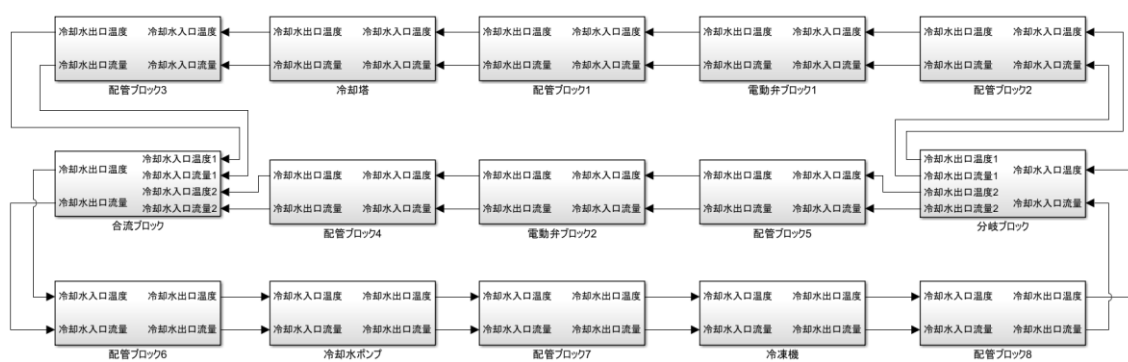 冷却水出口温度 冷却水入口温度
冷却水出口流量 冷却水入口流量
配管ブロック3
冷却水出口温度 冷却水入口温度
冷却水出口流量 冷却水入口流量
冷却塔
冷却水出口温度 冷却水入口温度
冷却水出口流量 冷却水入口流量
配管ブロック1
冷却水出口温度 冷却水入口温度
冷却水出口流量 冷却水入口流量
電動弁ブロック1
冷却水出口温度 冷却水入口温度
冷却水出口流量 冷却水入口流量
配管ブロック2
冷却水出口温度
冷却水出口流量
冷却水入口温度1
冷却水入口流量1
冷却水入口温度2
冷却水入口流量2
合流ブロック
冷却水出口温度 冷却水入口温度
冷却水出口流量 冷却水入口流量
配管ブロック4
冷却水出口温度 冷却水入口温度
冷却水出口流量 冷却水入口流量
電動弁ブロック2
冷却水出口温度 冷却水入口温度
冷却水出口流量 冷却水入口流量
配管ブロック5
冷却水出口温度1
冷却水出口流量1
冷却水出口温度2
冷却水出口流量2
冷却水入口温度
冷却水入口流量
分岐ブロック
冷却水入口温度 冷却水出口温度
冷却水入口流量 冷却水出口流量
配管ブロック6
冷却水入口温度 冷却水出口温度
冷却水入口流量 冷却水出口流量
冷却水ポンプ
冷却水入口温度 冷却水出口温度
冷却水入口流量 冷却水出口流量
配管ブロック7
冷却水入口温度 冷却水出口温度
冷却水入口流量 冷却水出口流量
冷凍機
冷却水入口温度 冷却水出口温度
冷却水入口流量 冷却水出口流量
配管ブロック8